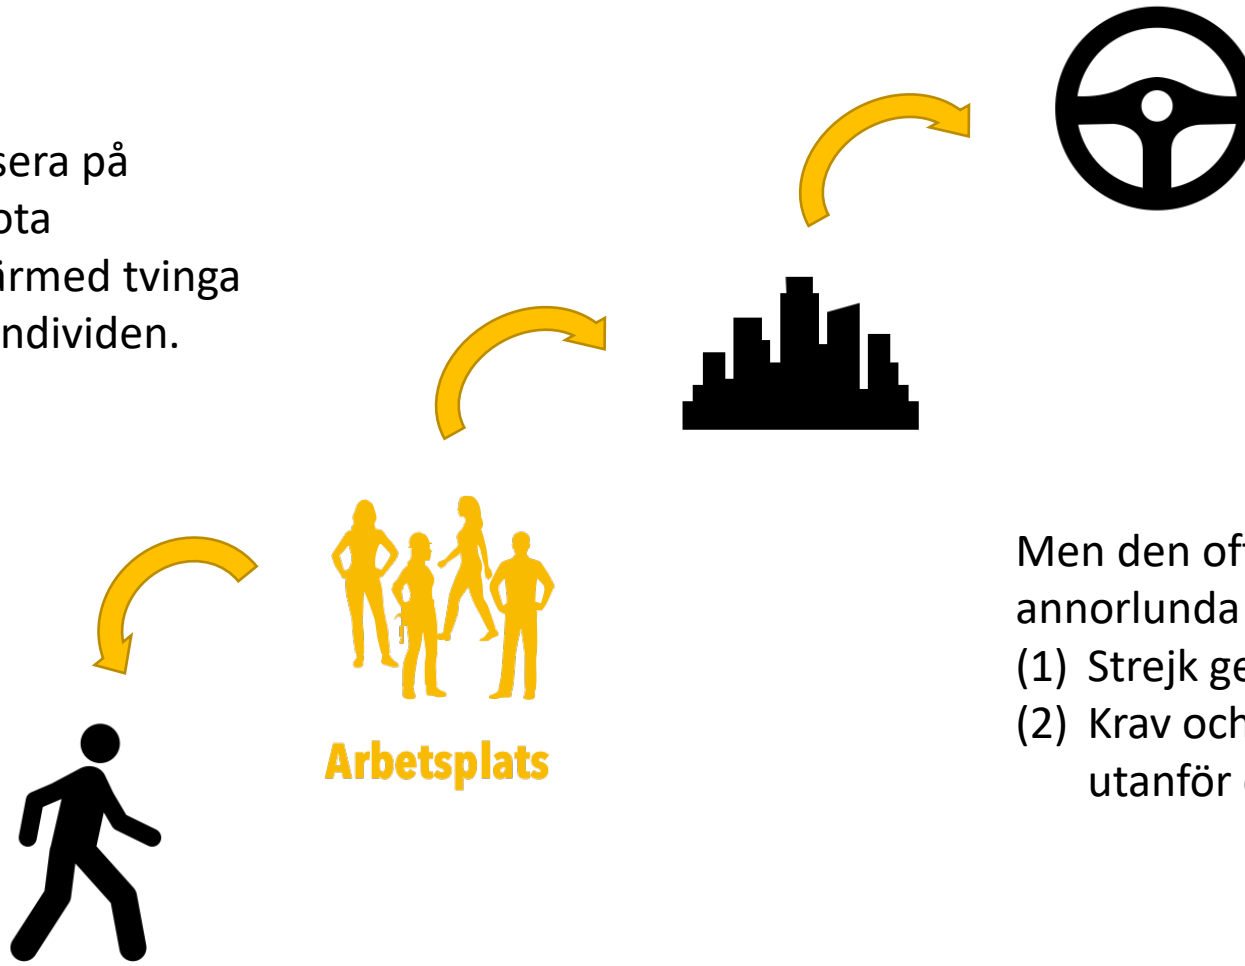 sera på
ota
ärmed tvinga
individen.
Arbetsplats
Men den of
annorlunda
(1) Strejk ge
(2) Krav och
utanför